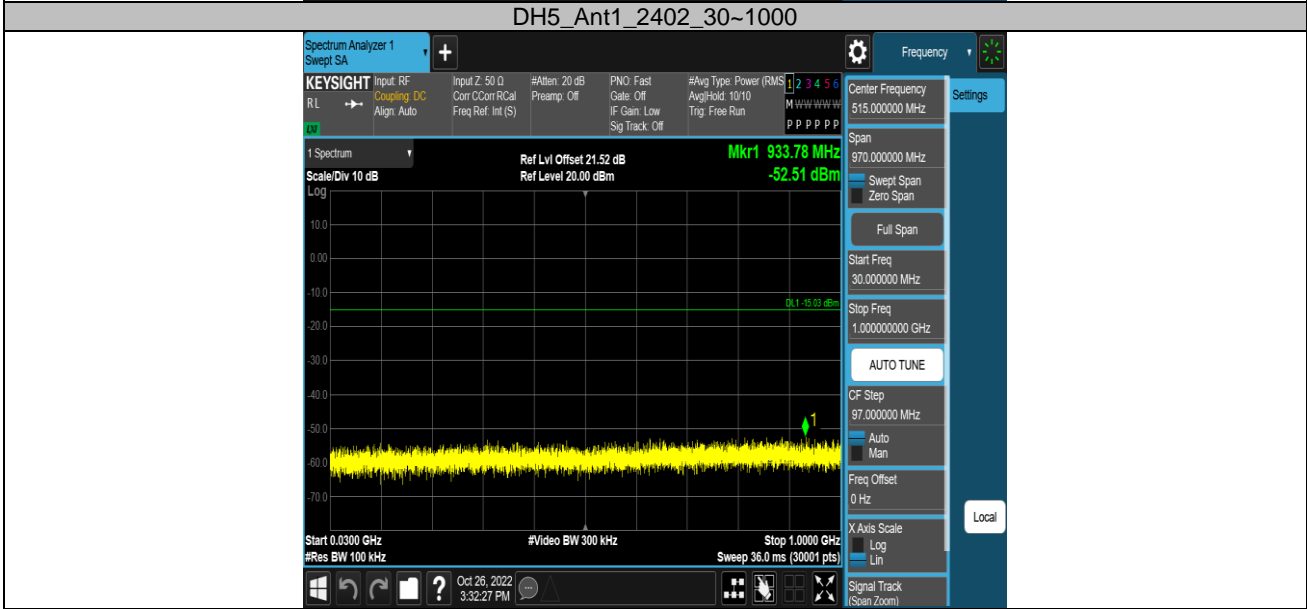 DH5_Ant1_2402_30~1000
Spectrum Analyzer 1
Swept SA
Frequency
KEYSIGHT
R L
LXI
Input: RF
Coupling: DC
Align: Auto
Input Z: 50 Ω
Corr CCorr RCal
Freq Ref: Int (S)
#Atten: 20 dB
Preamp: Off
PNO: Fast
Gate: Off
IF Gain: Low
Sig Track: Off
#Avg Type: Power (RMS
Avg|Hold: 10/10
Trig: Free Run
1 2 3 4 5 6
M W W W W W
P P P P P P
1 Spectrum
Scale/Div 10 dB
Log
Ref Lvl Offset 21.52 dB
Ref Level 20.00 dBm
Mkr1 933.78 MHz
-52.51 dBm
10.0
0.00
-10.0
DL1 -15.03 dBm
-20.0
-30.0
-40.0
-50.0
1
-60.0
-70.0
Start 0.0300 GHz
#Res BW 100 kHz
#Video BW 300 kHz
Stop 1.0000 GHz
Sweep 36.0 ms (30001 pts)
?
Oct 26, 2022
3:32:27 PM
Center Frequency
515.000000 MHz
Settings
Span
970.000000 MHz
Swept Span
Zero Span
Full Span
Start Freq
30.000000 MHz
Stop Freq
1.000000000 GHz
AUTO TUNE
CF Step
97.000000 MHz
Auto
Man
Freq Offset
0 Hz
X Axis Scale
Log
Lin
Local
Signal Track
(Span Zoom)